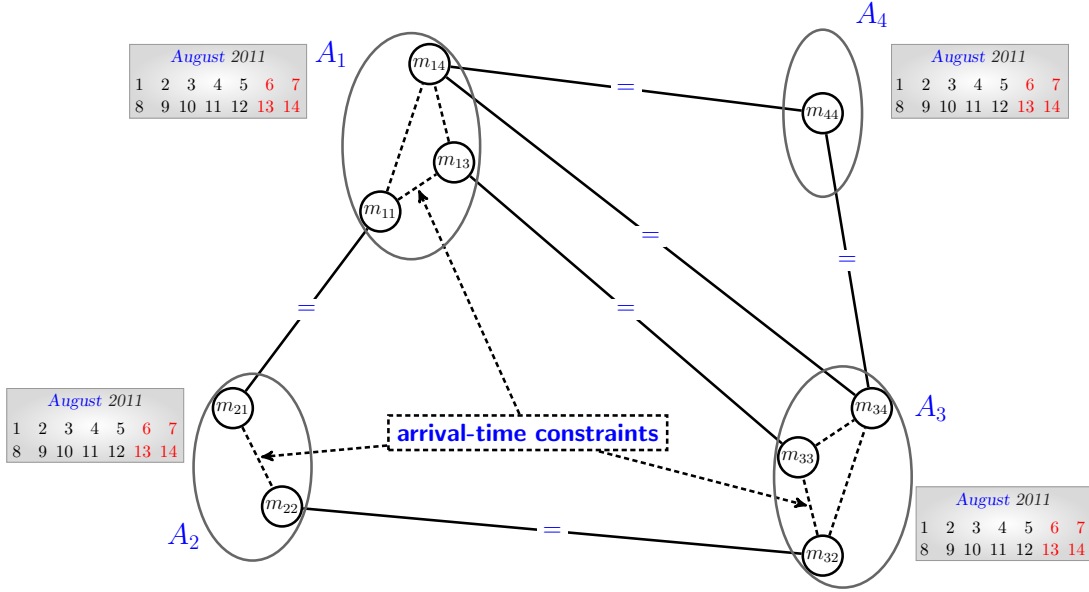 A₄
August 2011
1 2 3 4 5 6 7
8 9 10 11 12 13 14
A₁
m₁₄
=
August 2011
1 2 3 4 5 6 7
8 9 10 11 12 13 14
m₄₄
m₁₃
m₁₁
=
=
=
=
August 2011
1 2 3 4 5 6 7
8 9 10 11 12 13 14
m₂₁
m₃₄
A₃
arrival-time constraints
m₃₃
m₂₂
A₂
=
m₃₂
August 2011
1 2 3 4 5 6 7
8 9 10 11 12 13 14